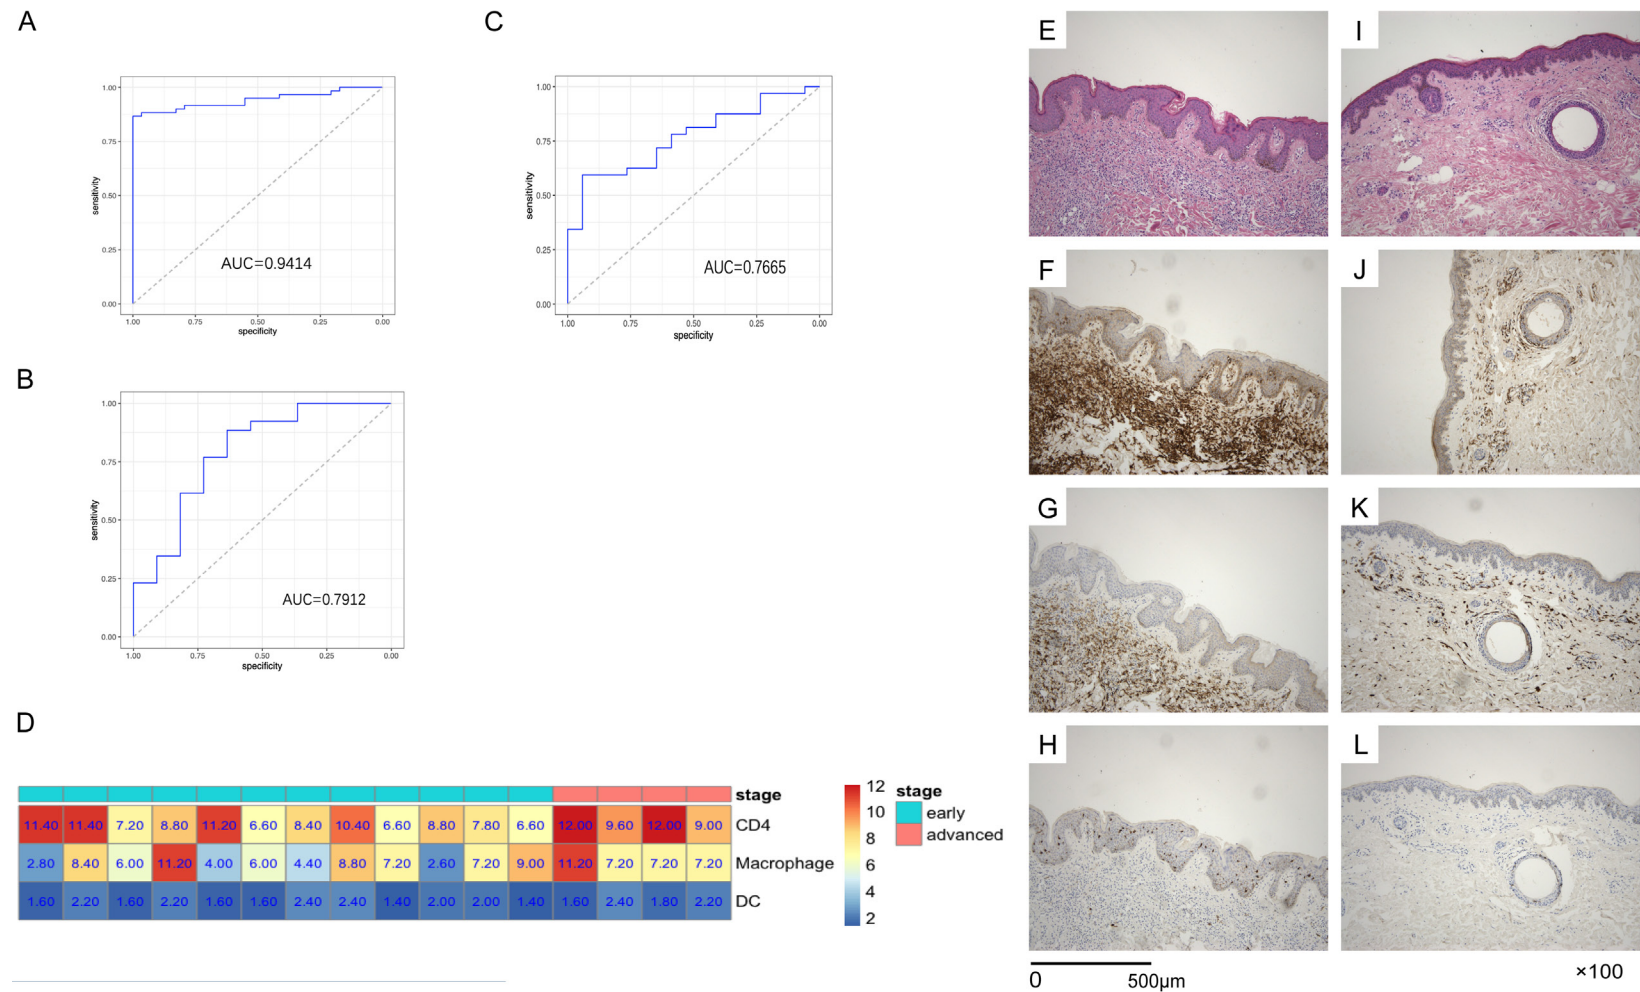 A
1.00
0.75
0.50
0.25
0.00
sensitivity
AUC=0.9414
1.00 0.75 0.50 0.25 0.00
specificity
B
1.00
0.75
0.50
0.25
0.00
sensitivity
AUC=0.7912
1.00 0.75 0.50 0.25 0.00
specificity
C
1.00
0.75
0.50
0.25
0.00
sensitivity
AUC=0.7665
1.00 0.75 0.50 0.25 0.00
specificity
D
stage
11.40 11.40 7.20 8.80 11.20 6.60 8.40 10.40 6.60 8.80 7.80 6.60 12.00 9.60 12.00 9.00 CD4
2.80 8.40 6.00 11.20 4.00 6.00 4.40 8.80 7.20 2.60 7.20 9.00 11.20 7.20 7.20 7.20 Macrophage
1.60 2.20 1.60 2.20 1.60 1.60 2.40 2.40 1.40 2.00 2.00 1.40 1.60 2.40 1.80 2.20 DC
12
10
8
6
4
2
stage
early
advanced
E
I
F
J
G
K
H
L
0 500µm
×100